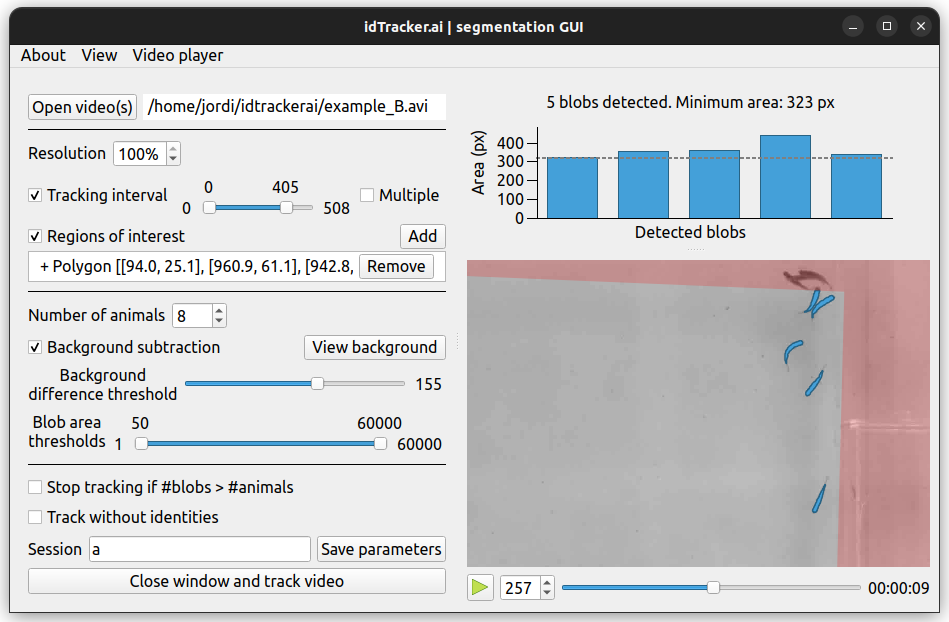 idTracker.ai | segmentation GUI
About View Video player
Open video(s) /home/jordi/idtrackerai/example_B.avi
Resolution 100%
Tracking interval 0 0 405 508 Multiple
Regions of interest Add
+ Polygon [[94.0, 25.1], [960.9, 61.1], [942.8, Remove
Number of animals 8
Background subtraction View background
Background
difference threshold 155
Blob area
thresholds 1 50 60000 60000
Stop tracking if #blobs > #animals
Track without identities
Session a Save parameters
Close window and track video
5 blobs detected. Minimum area: 323 px
Area (px)
400
300
200
100
0
Detected blobs
257 00:00:09